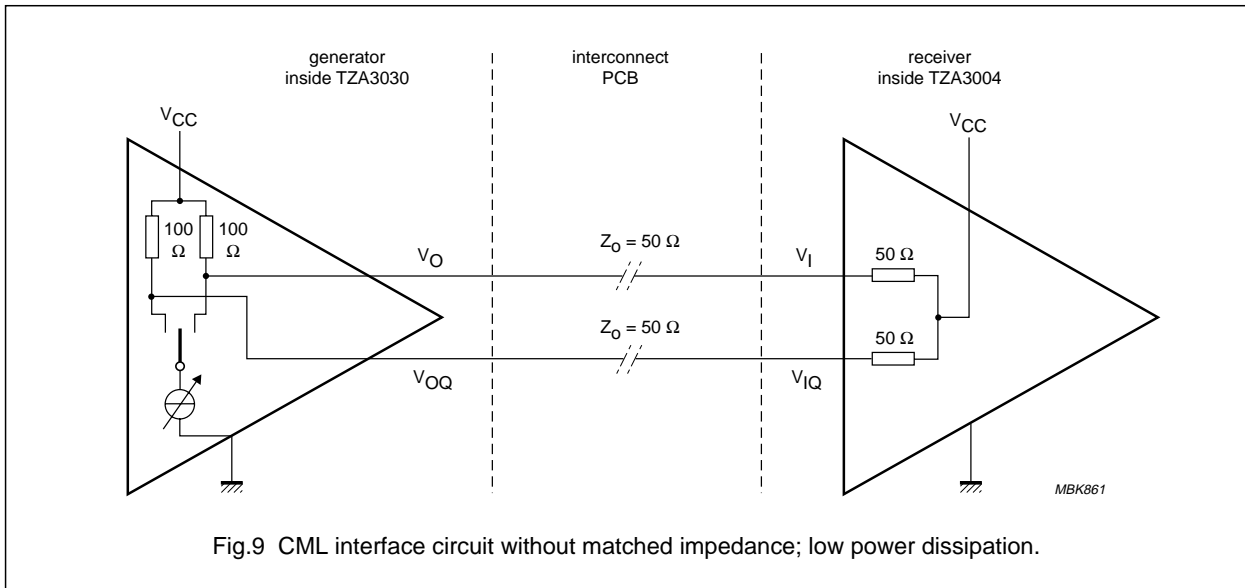 generator
inside TZA3030
interconnect
PCB
receiver
inside TZA3004
VCC
VCC
100
Ω
100
Ω
VO
Zo = 50 Ω
VI
50 Ω
Zo = 50 Ω
50 Ω
VOQ
VIQ
MBK861
Fig.9 CML interface circuit without matched impedance; low power dissipation.